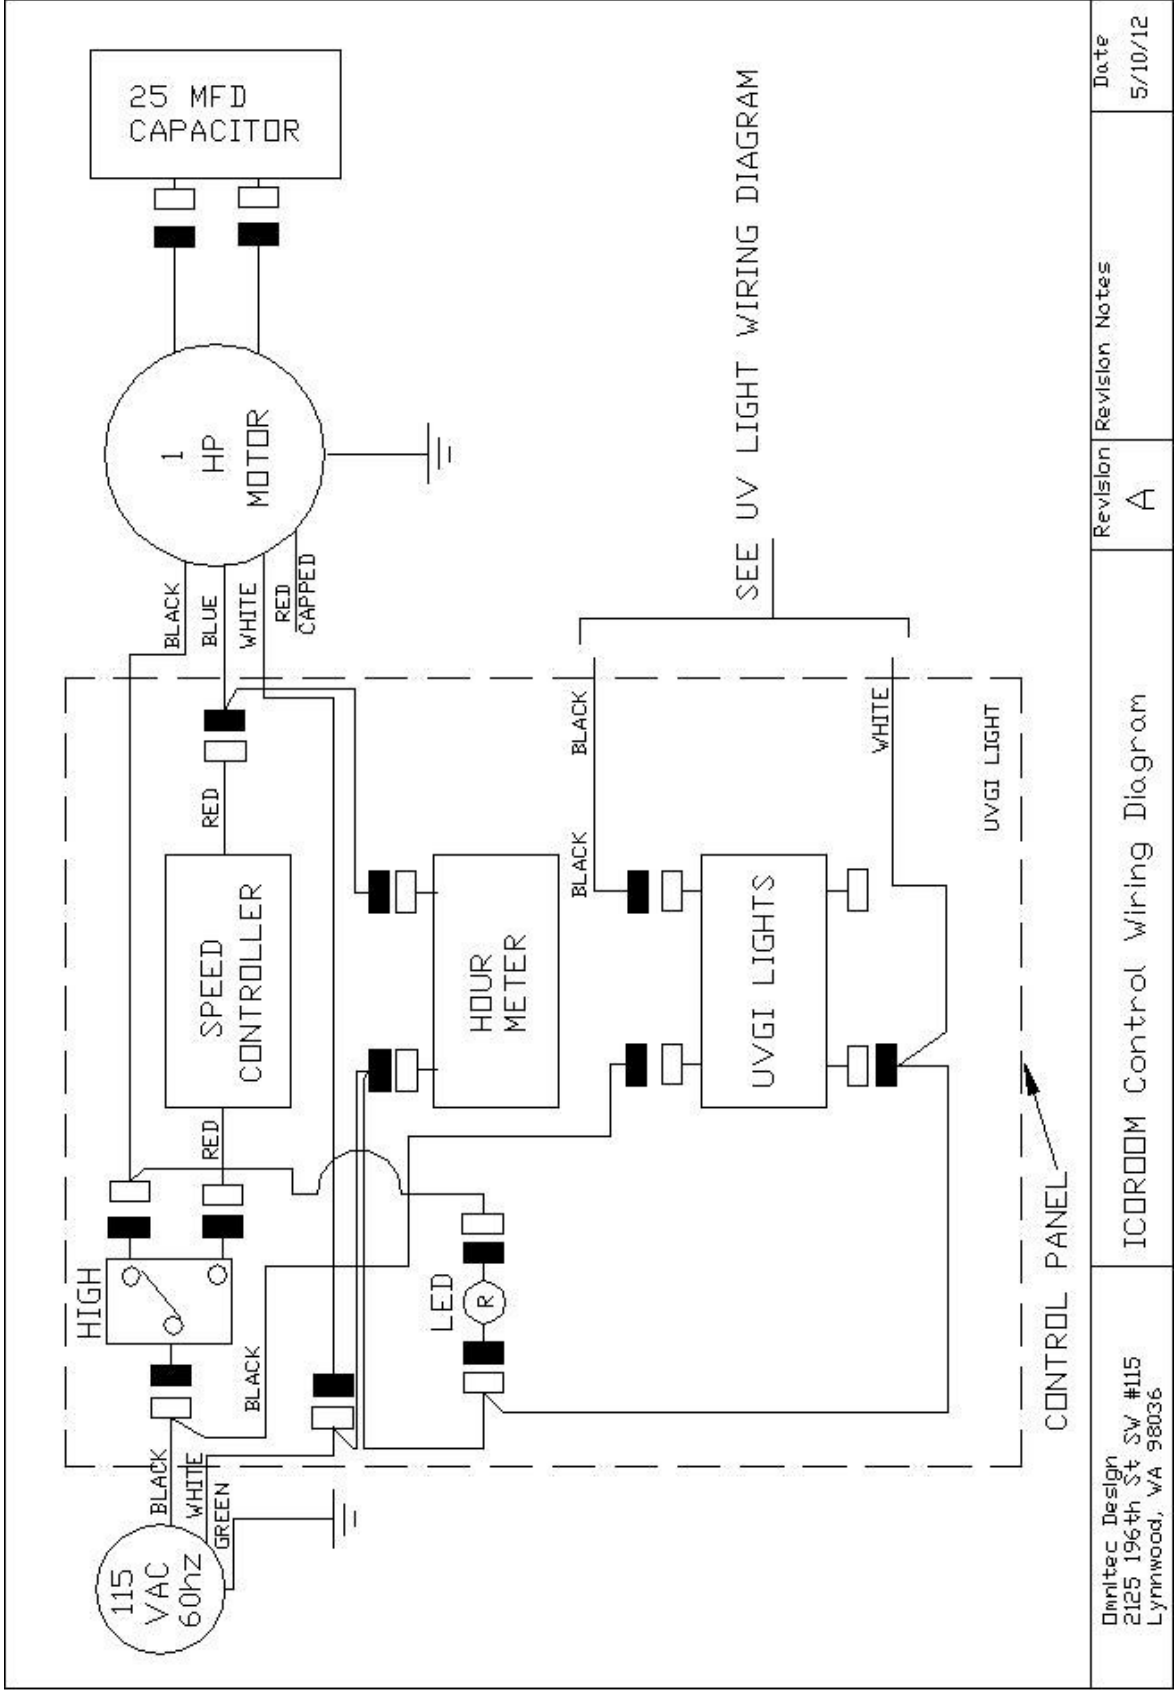 115
VAC
60hz
BLACK
WHITE
GREEN
HIGH
BLACK
RED
SPEED
CONTROLLER
RED
BLACK
BLUE
WHITE
RED
CAPPED
1
HP
MOTOR
25 MFD
CAPACITOR
LED
R
HOUR
METER
BLACK
BLACK
UVGI LIGHTS
WHITE
UVGI LIGHT
SEE UV LIGHT WIRING DIAGRAM
CONTROL PANEL
Omnitec Design
2125 196th St SW #115
Lynnwood, WA 98036
ICOROOM Control Wiring Diagram
Revision
A
Revision Notes
Date
5/10/12